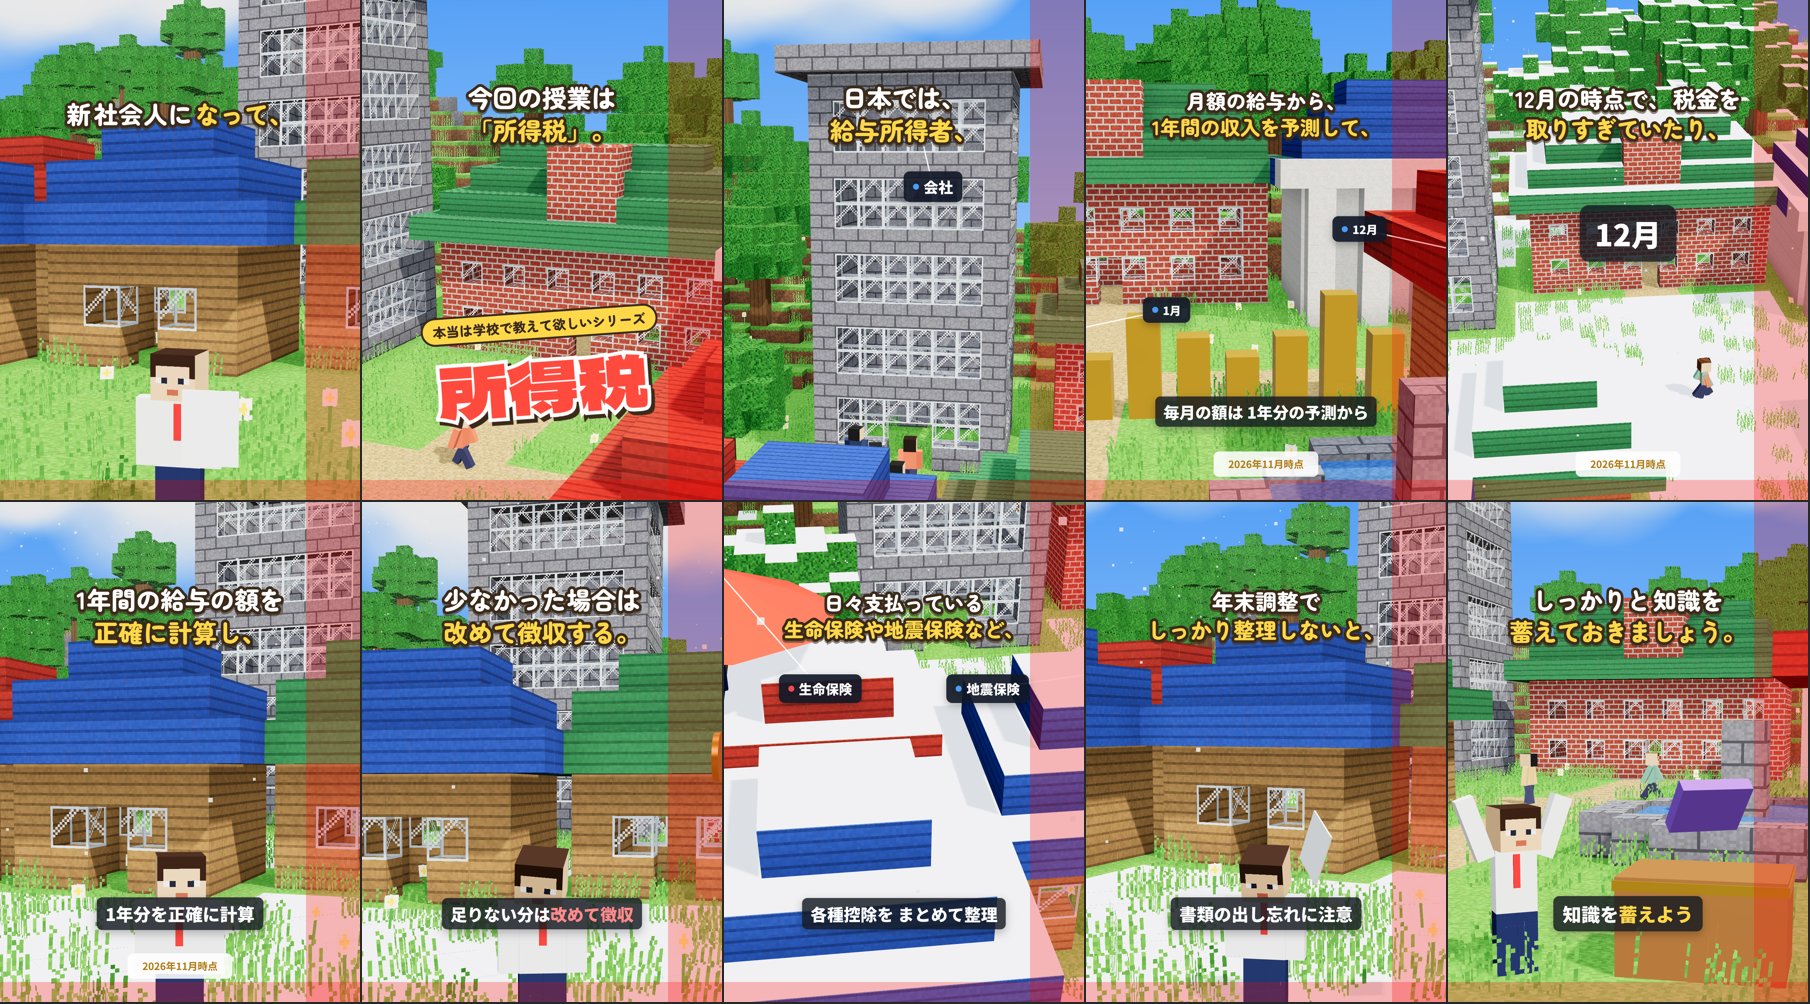 新社会人になって、
今回の授業は
「所得税」。
本当は学校で教えて欲しいシリーズ
所得税
日本では、
給与所得者、
会社
月額の給与から、
1年間の収入を予測して、
12月
1月
毎月の額は 1年分の予測から
2026年11月時点
12月の時点で、税金を
取りすぎていたり、
12月
2026年11月時点
1年間の給与の額を
正確に計算し、
1年分を正確に計算
2026年11月時点
少なかった場合は
改めて徴収する。
足りない分は改めて徴収
日々支払っている
生命保険や地震保険など、
生命保険
地震保険
各種控除を まとめて整理
年末調整で
しっかり整理しないと、
書類の出し忘れに注意
しっかりと知識を
蓄えておきましょう。
知識を蓄えよう